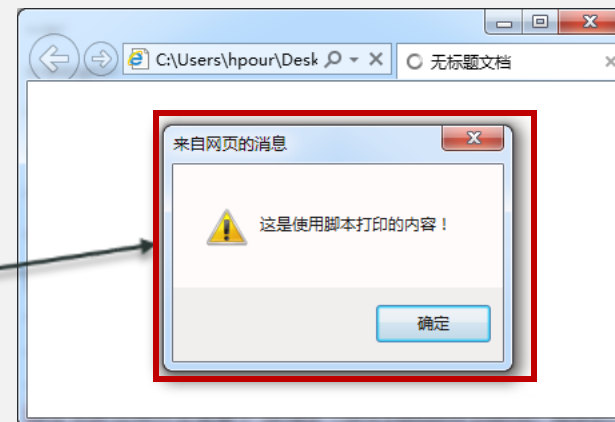 C:\Users\hpour\Desk
无标题文档
来自网页的消息
这是使用脚本打印的内容！
确定